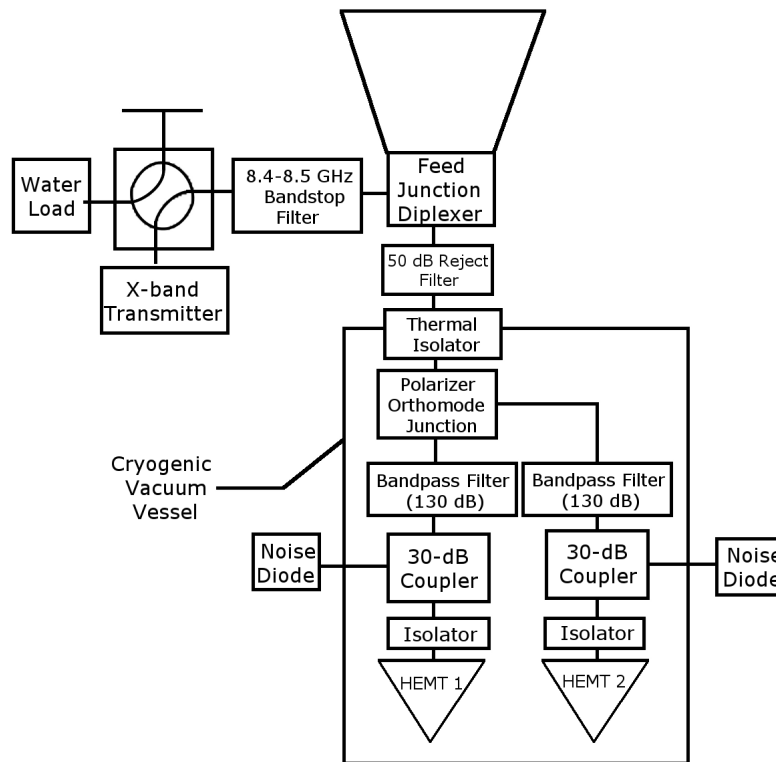 Feed
Junction
Diplexer
8.4-8.5 GHz
Bandstop
Filter
Water
Load
X-band
Transmitter
50 dB Reject
Filter
Thermal
Isolator
Polarizer
Orthomode
Junction
Cryogenic
Vacuum
Vessel
Bandpass Filter
(130 dB)
Bandpass Filter
(130 dB)
Noise
Diode
30-dB
Coupler
30-dB
Coupler
Noise
Diode
Isolator
Isolator
HEMT 1
HEMT 2